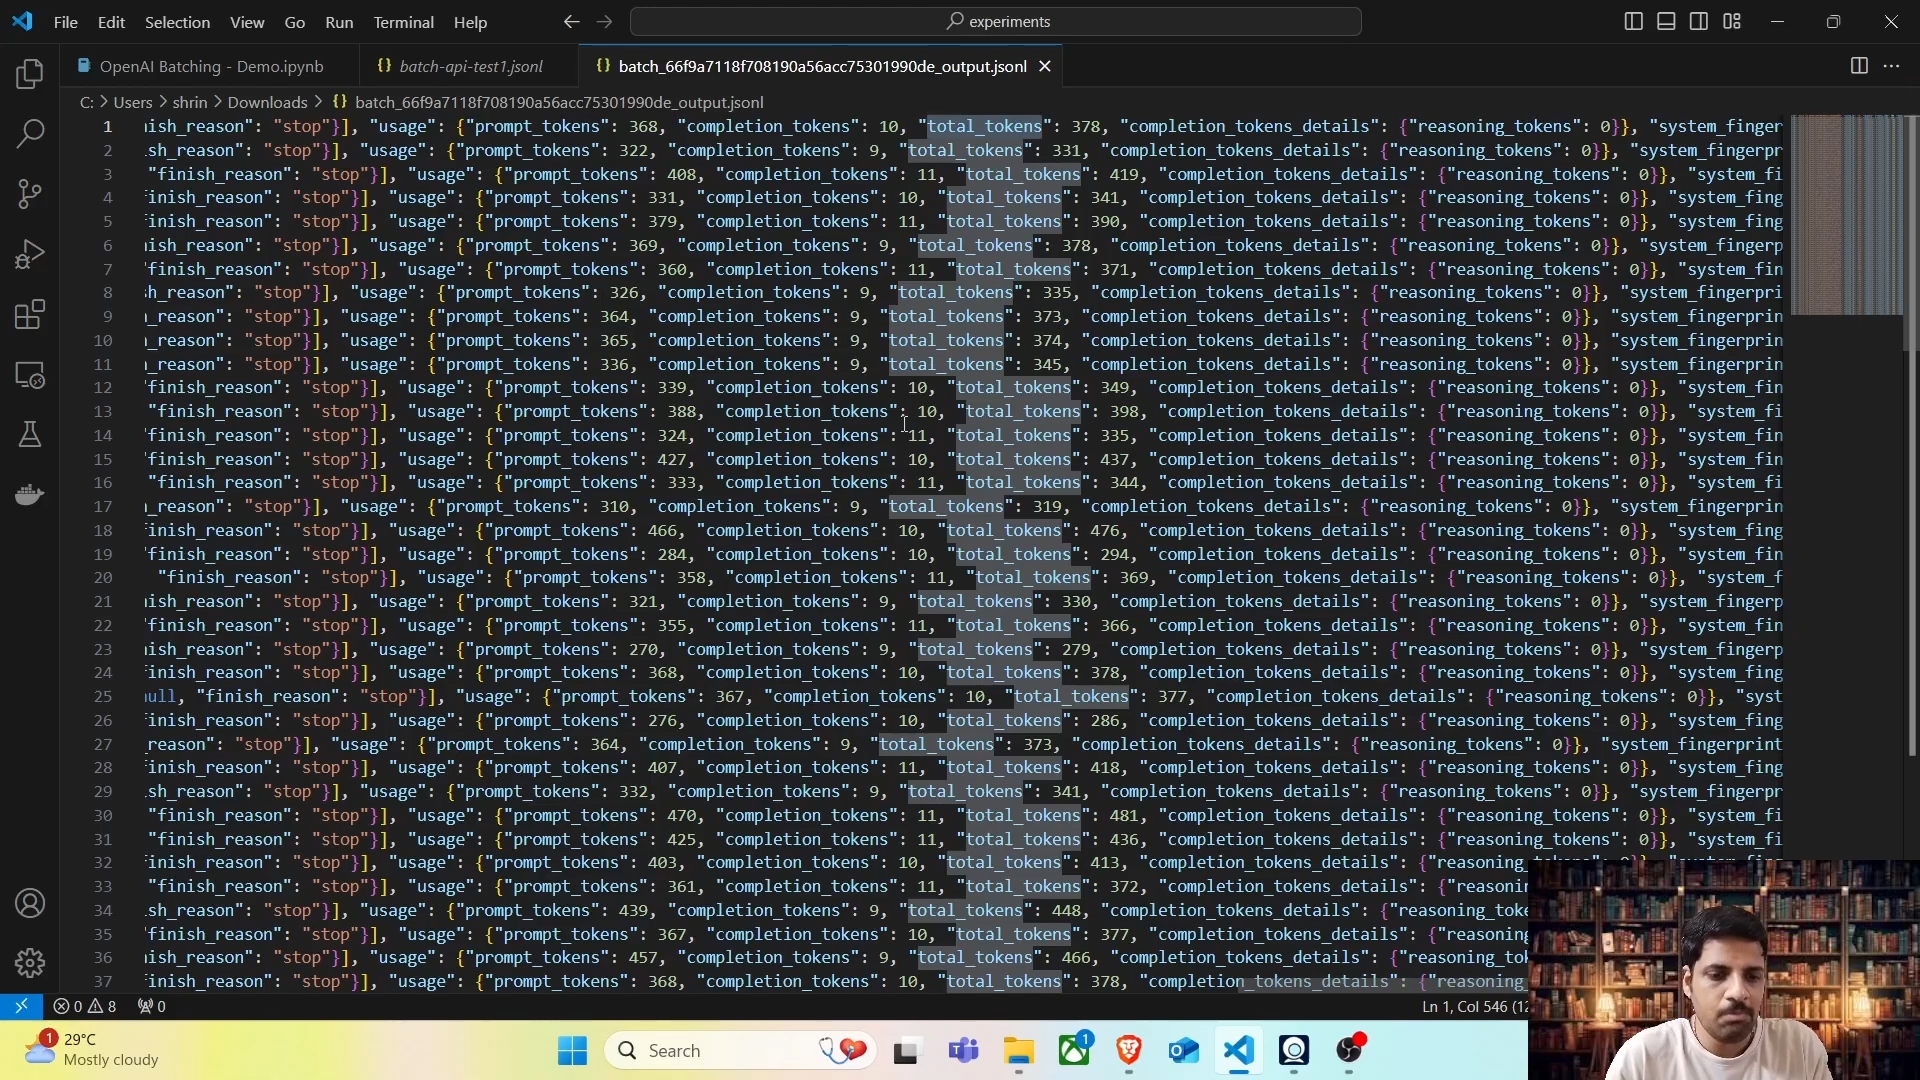 File Edit Selection View Go Run Terminal Help
experiments
OpenAI Batching - Demo.ipynb
batch-api-test1.jsonl
batch_66f9a7118f708190a56acc75301990de_output.jsonl
C: > Users > shrin > Downloads > {} batch_66f9a7118f708190a56acc75301990de_output.jsonl
1 ish_reason": "stop"}], "usage": {"prompt_tokens": 368, "completion_tokens": 10, "total_tokens": 378, "completion_tokens_details": {"reasoning_tokens": 0}}, "system_finger
2 sh_reason": "stop"}], "usage": {"prompt_tokens": 322, "completion_tokens": 9, "total_tokens": 331, "completion_tokens_details": {"reasoning_tokens": 0}}, "system_fingerpr
3 "finish_reason": "stop"}], "usage": {"prompt_tokens": 408, "completion_tokens": 11, "total_tokens": 419, "completion_tokens_details": {"reasoning_tokens": 0}}, "system_fi
4 inish_reason": "stop"}], "usage": {"prompt_tokens": 331, "completion_tokens": 10, "total_tokens": 341, "completion_tokens_details": {"reasoning_tokens": 0}}, "system_fing
5 finish_reason": "stop"}], "usage": {"prompt_tokens": 379, "completion_tokens": 11, "total_tokens": 390, "completion_tokens_details": {"reasoning_tokens": 0}}, "system_fing
6 ish_reason": "stop"}], "usage": {"prompt_tokens": 369, "completion_tokens": 9, "total_tokens": 378, "completion_tokens_details": {"reasoning_tokens": 0}}, "system_fingerp
7 "finish_reason": "stop"}], "usage": {"prompt_tokens": 360, "completion_tokens": 11, "total_tokens": 371, "completion_tokens_details": {"reasoning_tokens": 0}}, "system_fin
8 h_reason": "stop"}], "usage": {"prompt_tokens": 326, "completion_tokens": 9, "total_tokens": 335, "completion_tokens_details": {"reasoning_tokens": 0}}, "system_fingerpri
9 _reason": "stop"}], "usage": {"prompt_tokens": 364, "completion_tokens": 9, "total_tokens": 373, "completion_tokens_details": {"reasoning_tokens": 0}}, "system_fingerprin
10 _reason": "stop"}], "usage": {"prompt_tokens": 365, "completion_tokens": 9, "total_tokens": 374, "completion_tokens_details": {"reasoning_tokens": 0}}, "system_fingerprin
11 _reason": "stop"}], "usage": {"prompt_tokens": 336, "completion_tokens": 9, "total_tokens": 345, "completion_tokens_details": {"reasoning_tokens": 0}}, "system_fingerprin
12 "finish_reason": "stop"}], "usage": {"prompt_tokens": 339, "completion_tokens": 10, "total_tokens": 349, "completion_tokens_details": {"reasoning_tokens": 0}}, "system_fin
13 "finish_reason": "stop"}], "usage": {"prompt_tokens": 388, "completion_tokens": 10, "total_tokens": 398, "completion_tokens_details": {"reasoning_tokens": 0}}, "system_fi
14 "finish_reason": "stop"}], "usage": {"prompt_tokens": 324, "completion_tokens": 11, "total_tokens": 335, "completion_tokens_details": {"reasoning_tokens": 0}}, "system_fin
15 "finish_reason": "stop"}], "usage": {"prompt_tokens": 427, "completion_tokens": 10, "total_tokens": 437, "completion_tokens_details": {"reasoning_tokens": 0}}, "system_fin
16 "finish_reason": "stop"}], "usage": {"prompt_tokens": 333, "completion_tokens": 11, "total_tokens": 344, "completion_tokens_details": {"reasoning_tokens": 0}}, "system_fin
17 _reason": "stop"}], "usage": {"prompt_tokens": 310, "completion_tokens": 9, "total_tokens": 319, "completion_tokens_details": {"reasoning_tokens": 0}}, "system_fingerprin
18 inish_reason": "stop"}], "usage": {"prompt_tokens": 466, "completion_tokens": 10, "total_tokens": 476, "completion_tokens_details": {"reasoning_tokens": 0}}, "system_fing
19 "finish_reason": "stop"}], "usage": {"prompt_tokens": 284, "completion_tokens": 10, "total_tokens": 294, "completion_tokens_details": {"reasoning_tokens": 0}}, "system_fin
20 "finish_reason": "stop"}], "usage": {"prompt_tokens": 358, "completion_tokens": 11, "total_tokens": 369, "completion_tokens_details": {"reasoning_tokens": 0}}, "system_f
21 ish_reason": "stop"}], "usage": {"prompt_tokens": 321, "completion_tokens": 9, "total_tokens": 330, "completion_tokens_details": {"reasoning_tokens": 0}}, "system_fingerp
22 "finish_reason": "stop"}], "usage": {"prompt_tokens": 355, "completion_tokens": 11, "total_tokens": 366, "completion_tokens_details": {"reasoning_tokens": 0}}, "system_fin
23 ish_reason": "stop"}], "usage": {"prompt_tokens": 270, "completion_tokens": 9, "total_tokens": 279, "completion_tokens_details": {"reasoning_tokens": 0}}, "system_fingerp
24 finish_reason": "stop"}], "usage": {"prompt_tokens": 368, "completion_tokens": 10, "total_tokens": 378, "completion_tokens_details": {"reasoning_tokens": 0}}, "system_fing
25 ull, "finish_reason": "stop"}], "usage": {"prompt_tokens": 367, "completion_tokens": 10, "total_tokens": 377, "completion_tokens_details": {"reasoning_tokens": 0}}, "syst
26 inish_reason": "stop"}], "usage": {"prompt_tokens": 276, "completion_tokens": 10, "total_tokens": 286, "completion_tokens_details": {"reasoning_tokens": 0}}, "system_fing
27 reason": "stop"}], "usage": {"prompt_tokens": 364, "completion_tokens": 9, "total_tokens": 373, "completion_tokens_details": {"reasoning_tokens": 0}}, "system_fingerprint
28 inish_reason": "stop"}], "usage": {"prompt_tokens": 407, "completion_tokens": 11, "total_tokens": 418, "completion_tokens_details": {"reasoning_tokens": 0}}, "system_fing
29 sh_reason": "stop"}], "usage": {"prompt_tokens": 332, "completion_tokens": 9, "total_tokens": 341, "completion_tokens_details": {"reasoning_tokens": 0}}, "system_fingerpr
30 "finish_reason": "stop"}], "usage": {"prompt_tokens": 470, "completion_tokens": 11, "total_tokens": 481, "completion_tokens_details": {"reasoning_tokens": 0}}, "system_fi
31 "finish_reason": "stop"}], "usage": {"prompt_tokens": 425, "completion_tokens": 11, "total_tokens": 436, "completion_tokens_details": {"reasoning_tokens": 0}}, "system_fi
32 inish_reason": "stop"}], "usage": {"prompt_tokens": 403, "completion_tokens": 10, "total_tokens": 413, "completion_tokens_details": {"reasoning
33 "finish_reason": "stop"}], "usage": {"prompt_tokens": 361, "completion_tokens": 11, "total_tokens": 372, "completion_tokens_details": {"reasoni
34 sh_reason": "stop"}], "usage": {"prompt_tokens": 439, "completion_tokens": 9, "total_tokens": 448, "completion_tokens_details": {"reasoning_toke
35 "finish_reason": "stop"}], "usage": {"prompt_tokens": 367, "completion_tokens": 10, "total_tokens": 377, "completion_tokens_details": {"reasoni
36 ish_reason": "stop"}], "usage": {"prompt_tokens": 457, "completion_tokens": 9, "total_tokens": 466, "completion_tokens_details": {"reasoning_tok
37 inish_reason": "stop"}], "usage": {"prompt_tokens": 368, "completion_tokens": 10, "total_tokens": 378, "completion_tokens_details": {"reasoning
0 8 0
Ln 1, Col 546 (12
1
29°C
Mostly cloudy
Search
1